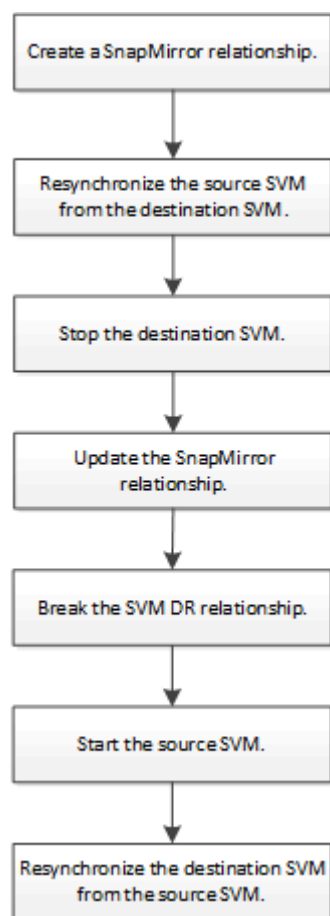 Create a SnapMirror relationship.
Resynchronize the source SVM
from the destination SVM.
Stop the destination SVM.
Update the SnapMirror
relationship.
Break the SVM DR relationship.
Start the source SVM.
Resynchronize the destination SVM
from the source SVM.